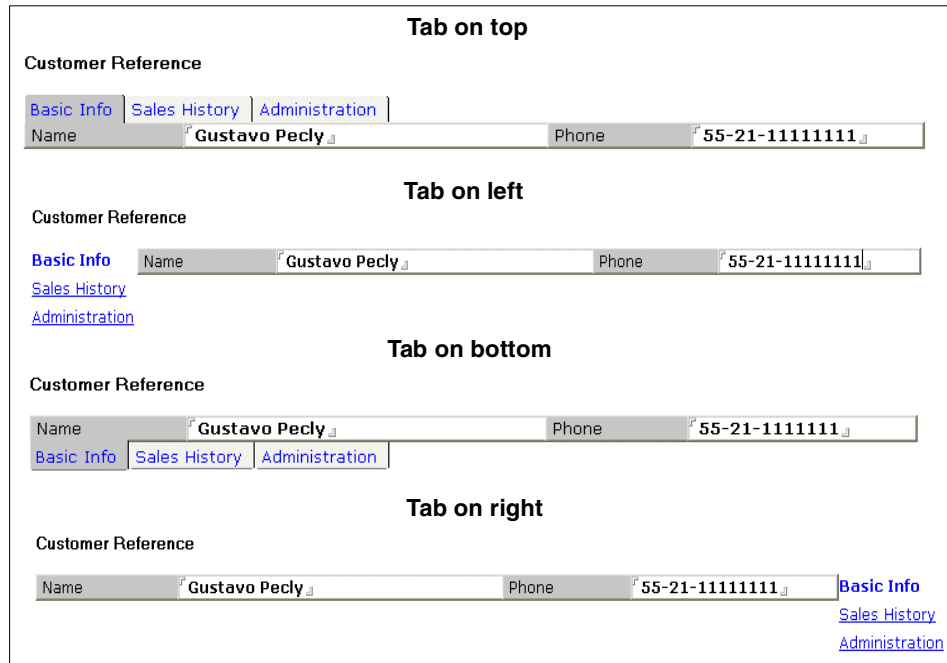 Tab on top
Customer Reference
Basic Info Sales History Administration
Name Gustavo Pecly Phone 55-21-11111111
Tab on left
Customer Reference
Basic Info Name Gustavo Pecly Phone 55-21-11111111
Sales History
Administration
Tab on bottom
Customer Reference
Name Gustavo Pecly Phone 55-21-1111111
Basic Info Sales History Administration
Tab on right
Customer Reference
Name Gustavo Pecly Phone 55-21-11111111 Basic Info
Sales History
Administration